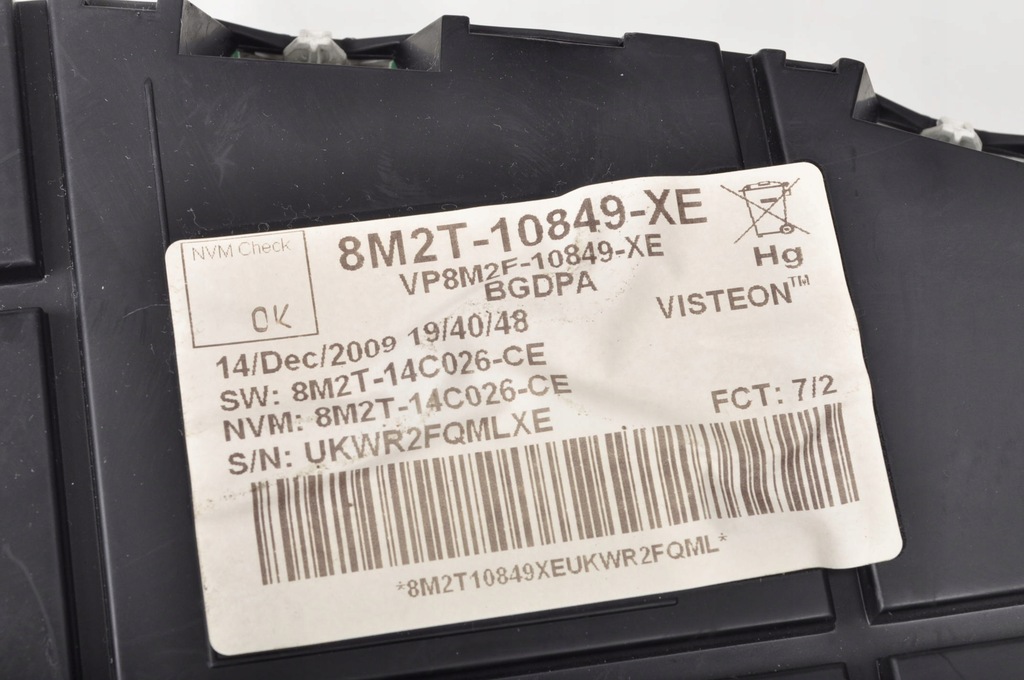 NVM Check
OK
8M2T-10849-XE
VP8M2F-10849-XE
BGDPA
Hg
VISTEON™
14/Dec/2009 19/40/48
SW: 8M2T-14C026-CE
NVM: 8M2T-14C026-CE
S/N: UKWR2FQMLXE
FCT: 7/2
*8M2T10849XEUKWR2FQML*